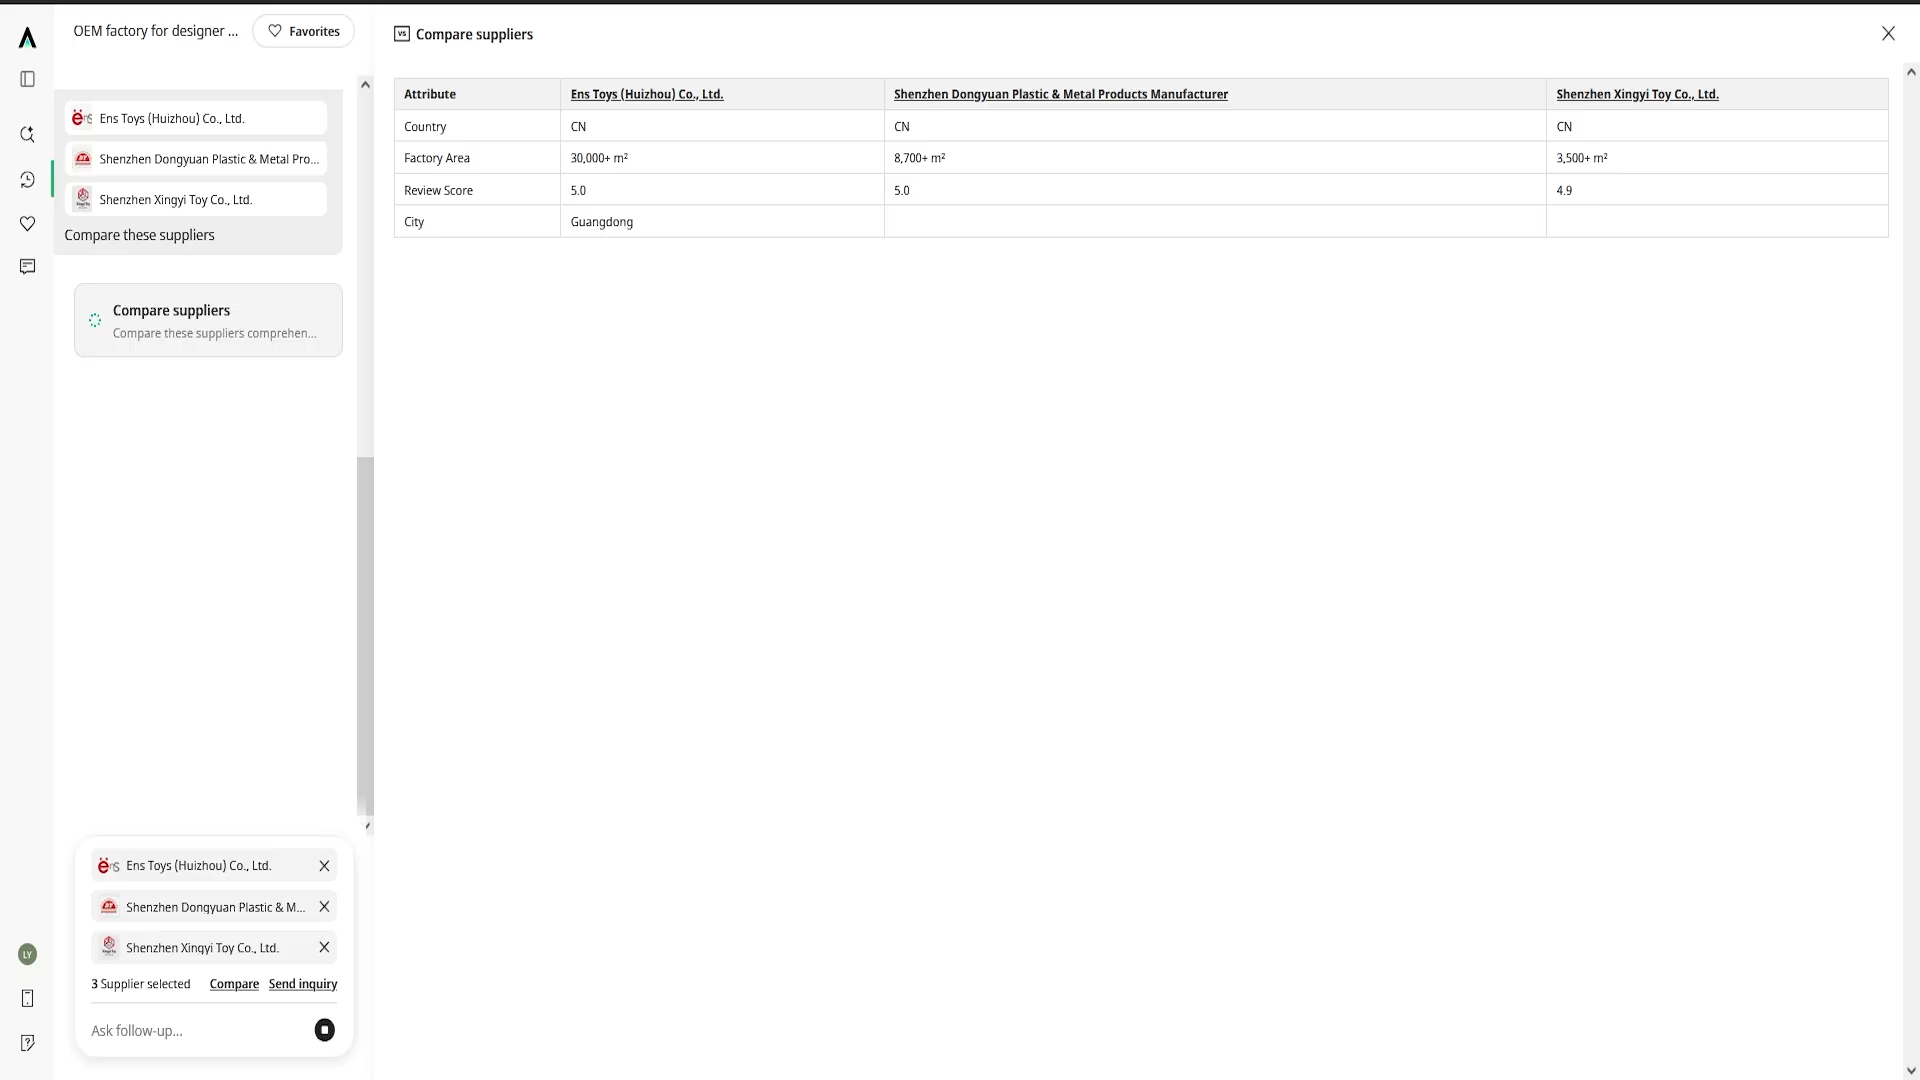 OEM factory for designer ...
Favorites
Ens Toys (Huizhou) Co., Ltd.
Shenzhen Dongyuan Plastic & Metal Pro...
Shenzhen Xingyi Toy Co., Ltd.
Compare these suppliers
Compare suppliers
Compare these suppliers comprehen...
Ens Toys (Huizhou) Co., Ltd.
Shenzhen Dongyuan Plastic & M...
Shenzhen Xingyi Toy Co., Ltd.
3 Supplier selected Compare Send inquiry
Ask follow-up...
LY
VS Compare suppliers
Attribute Ens Toys (Huizhou) Co., Ltd. Shenzhen Dongyuan Plastic & Metal Products Manufacturer Shenzhen Xingyi Toy Co., Ltd.
Country CN CN CN
Factory Area 30,000+ m² 8,700+ m² 3,500+ m²
Review Score 5.0 5.0 4.9
City Guangdong